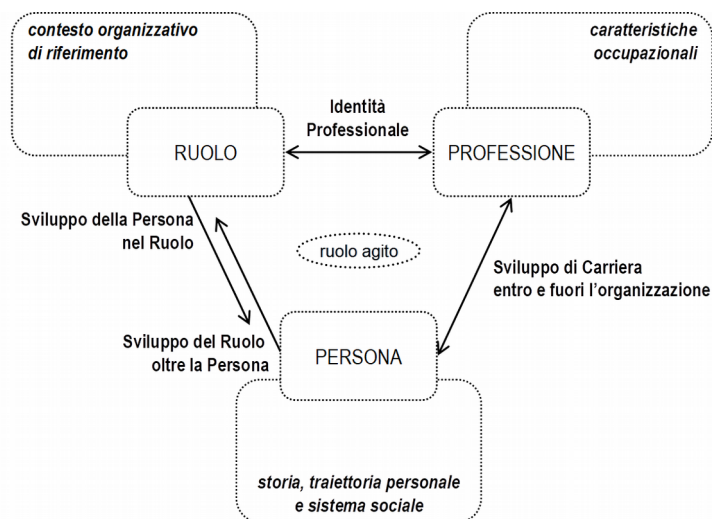 contesto organizzativo
di riferimento
caratteristiche
occupazionali
Identità
Professionale
RUOLO
PROFESSIONE
Sviluppo della Persona
nel Ruolo
ruolo agito
Sviluppo di Carriera
entro e fuori l'organizzazione
Sviluppo del Ruolo
oltre la Persona
PERSONA
storia, traiettoria personale
e sistema sociale